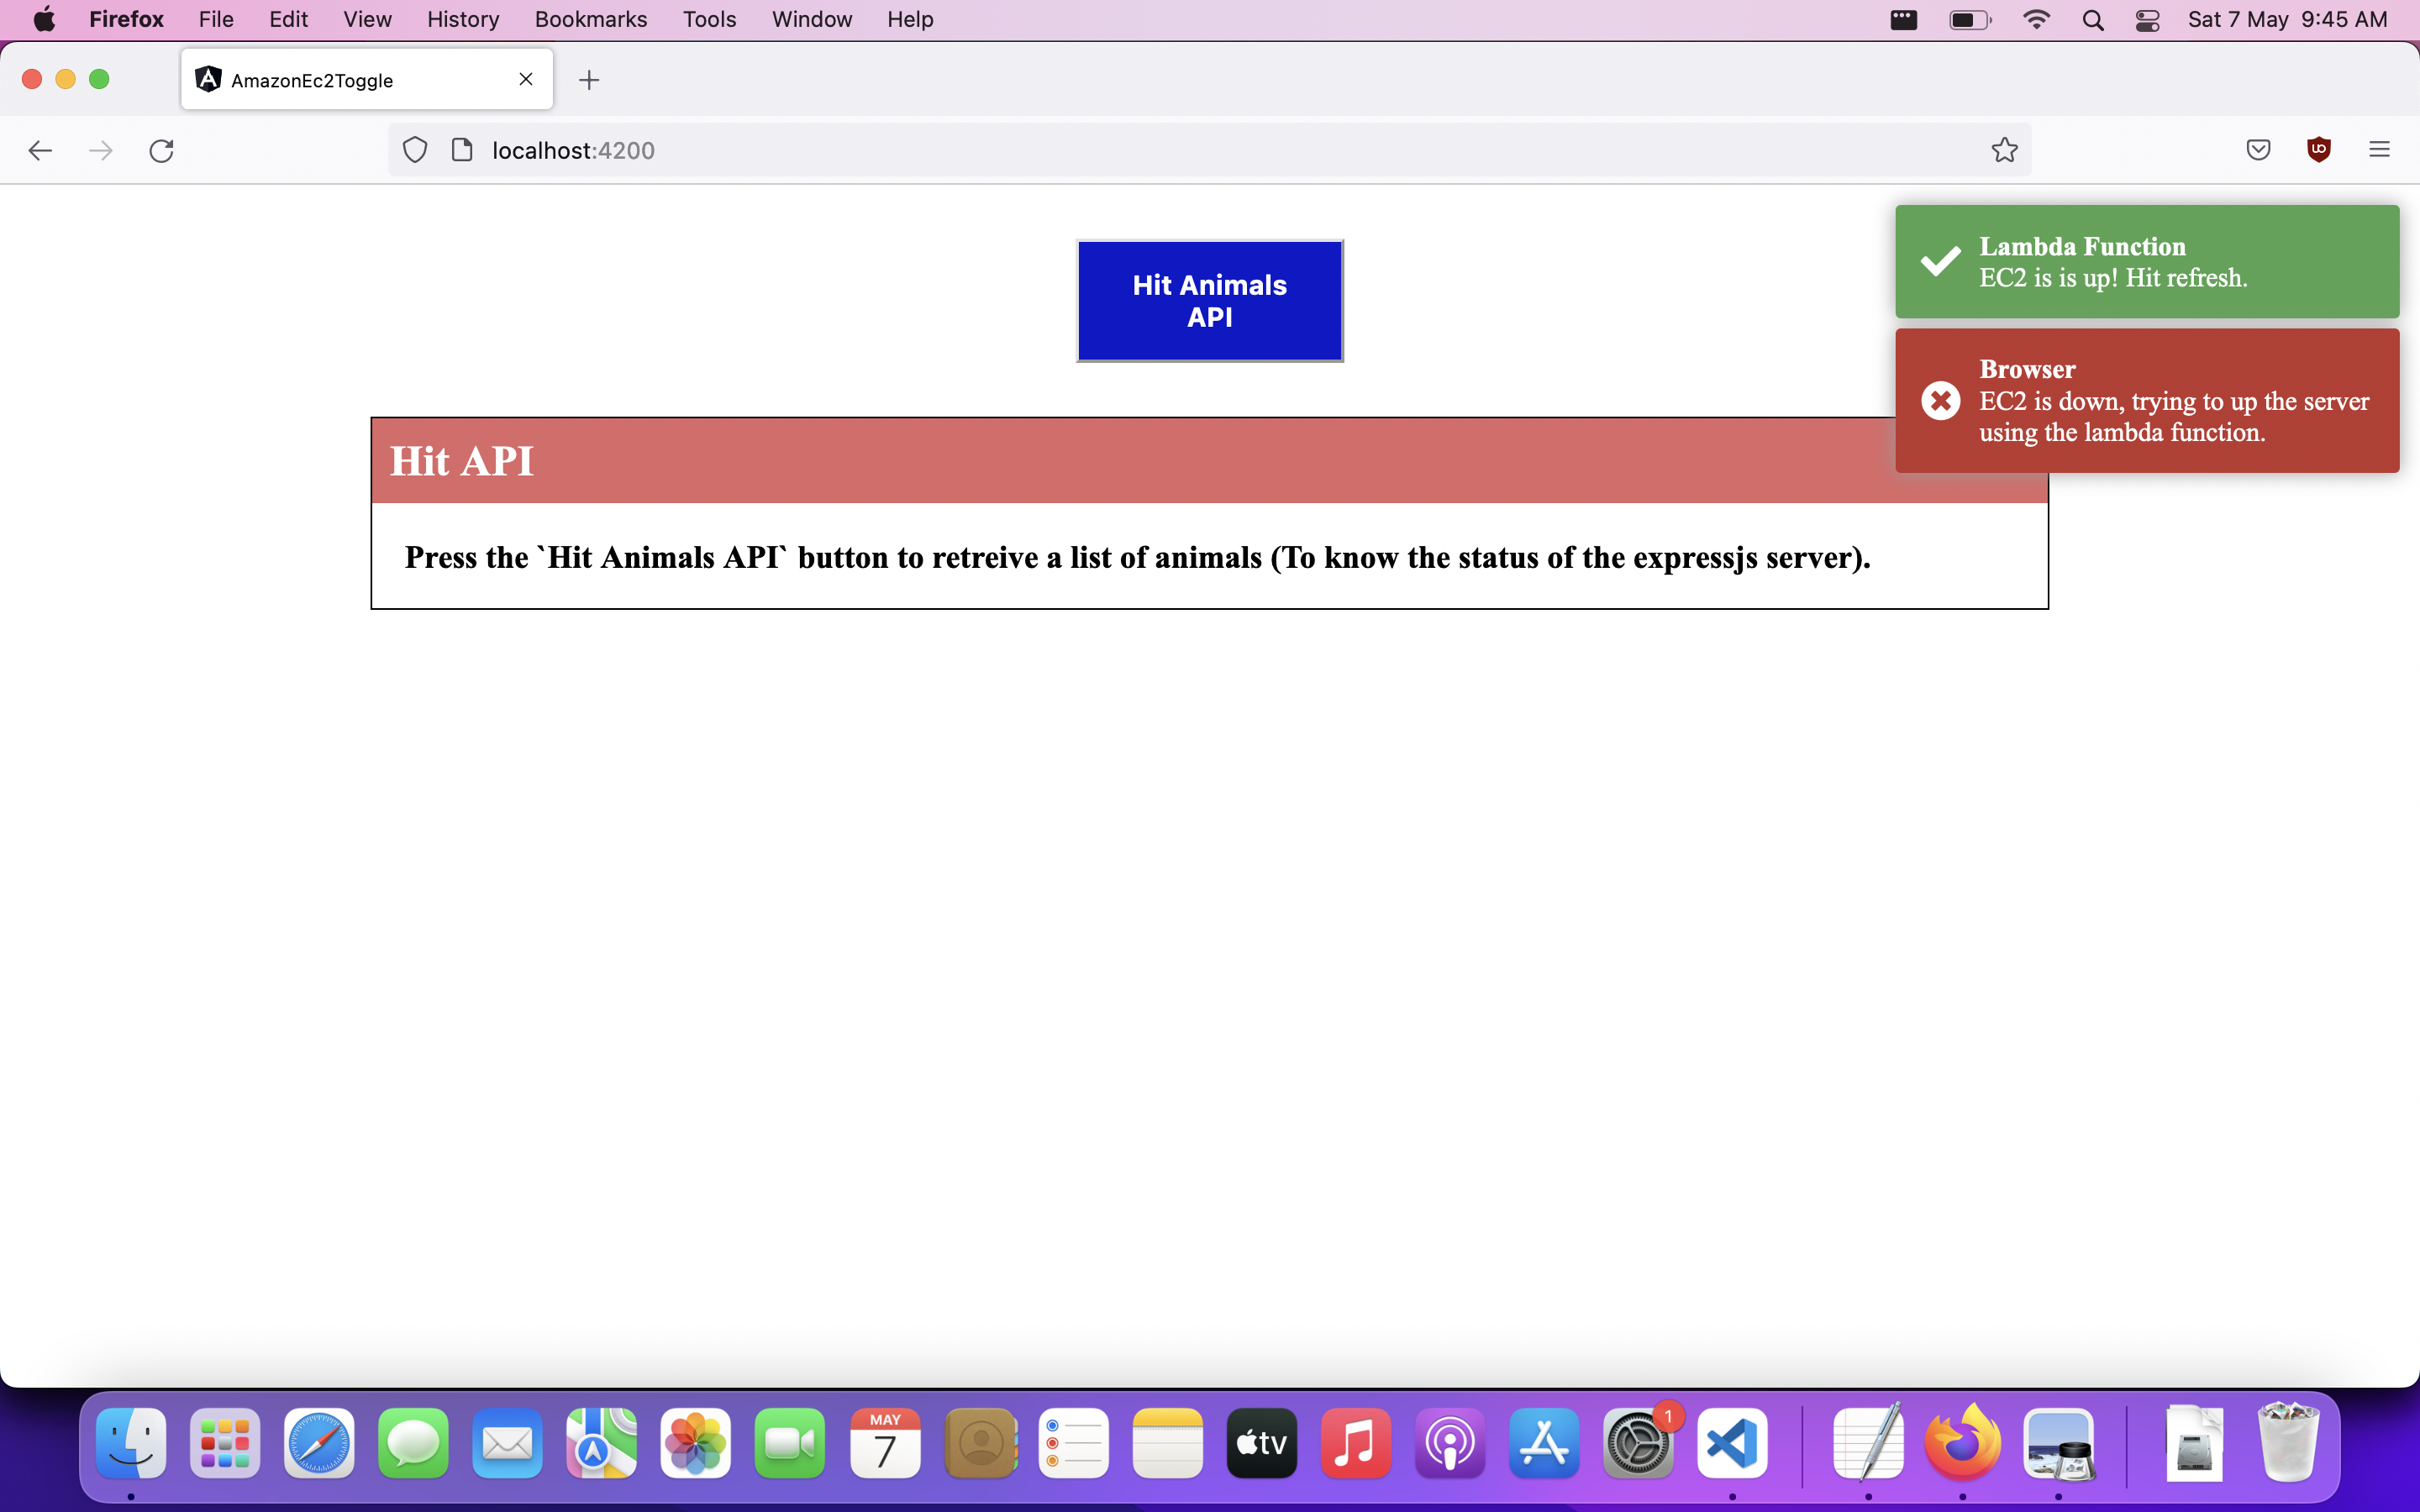 Firefox File Edit View History Bookmarks Tools Window Help Sat 7 May 9:45 AM
AmazonEc2Toggle
localhost:4200
Hit Animals
API
Lambda Function
EC2 is is up! Hit refresh.
Browser
EC2 is down, trying to up the server
using the lambda function.
Hit API
Press the `Hit Animals API` button to retreive a list of animals (To know the status of the expressjs server).
MAY
7
tv
1